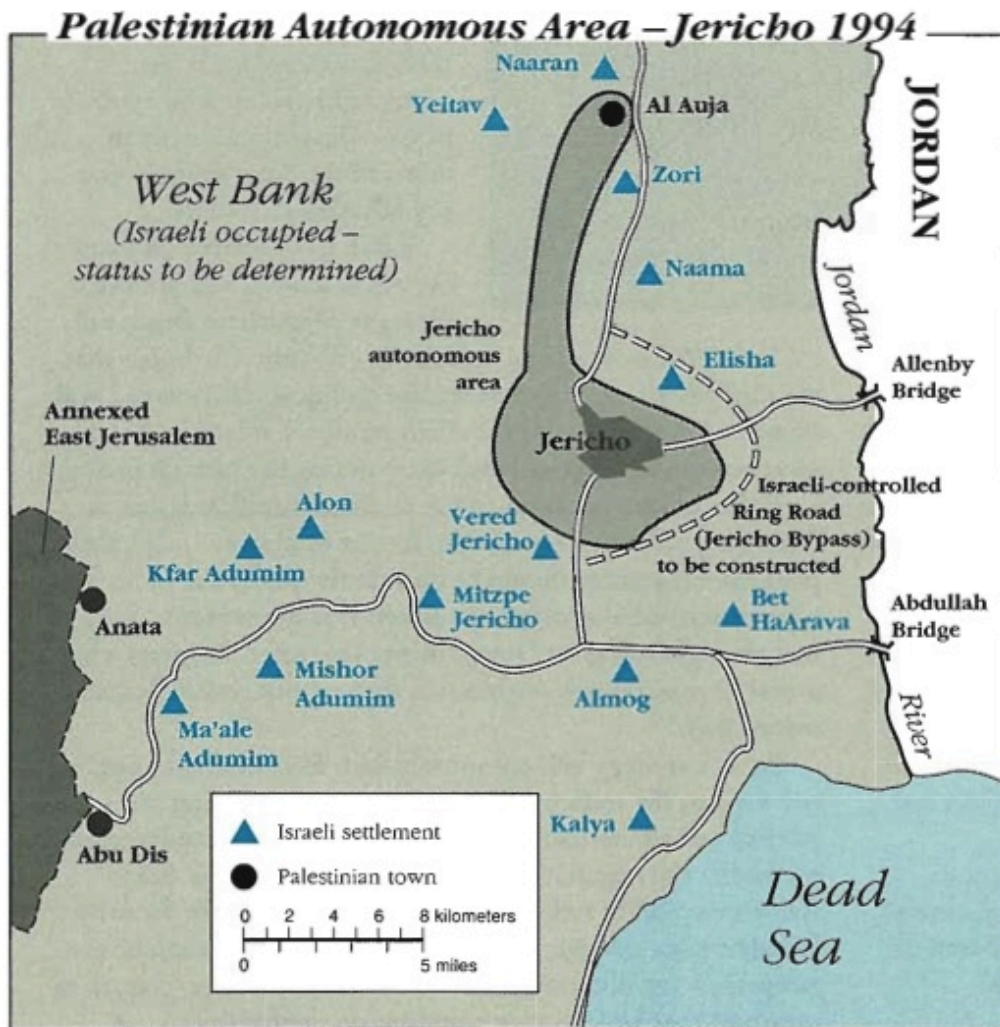 Palestinian Autonomous Area – Jericho 1994
Naaran
Yeitav
Al Auja
JORDAN
West Bank
(Israeli occupied –
status to be determined)
Zori
Naama
Jordan
Jericho
autonomous
area
Elisha
Allenby
Bridge
Annexed
East Jerusalem
Jericho
Israeli-controlled
Ring Road
(Jericho Bypass)
to be constructed
Alon
Vered
Jericho
Kfar Adumim
Anata
Mitzpe
Jericho
Bet
HaArava
Abdullah
Bridge
Mishor
Adumim
Almog
River
Ma'ale
Adumim
Kalya
Abu Dis
Israeli settlement
Palestinian town
0 2 4 6 8 kilometers
0 5 miles
Dead
Sea